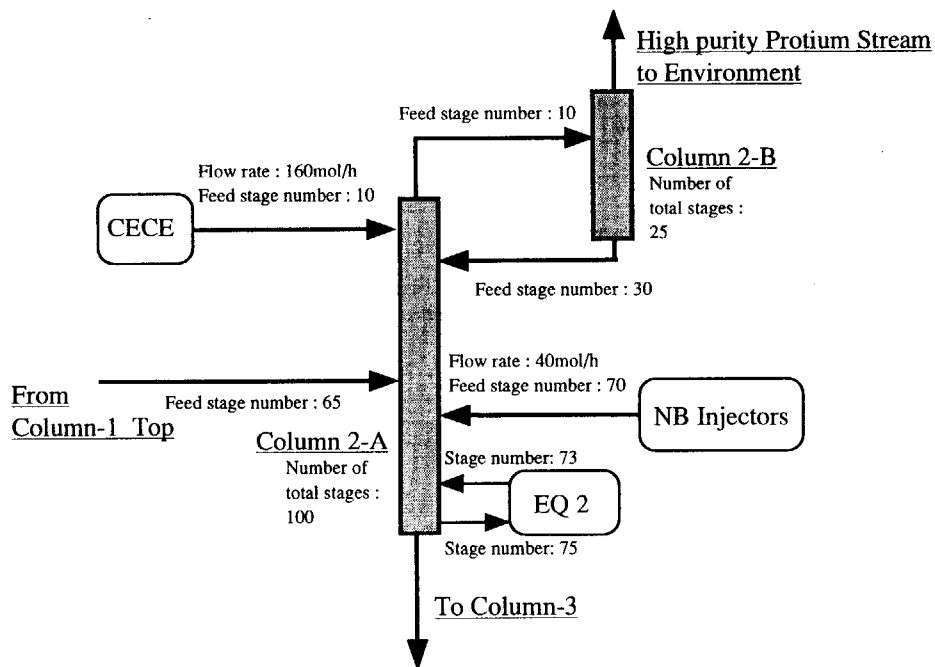 High purity Protium Stream
to Environment
Feed stage number : 10
Column 2-B
Number of
total stages :
25
Flow rate : 160mol/h
Feed stage number : 10
CECE
Feed stage number : 30
Flow rate : 40mol/h
Feed stage number : 70
NB Injectors
From
Column-1 Top
Feed stage number : 65
Column 2-A
Number of
total stages :
100
Stage number: 73
EQ 2
Stage number: 75
To Column-3